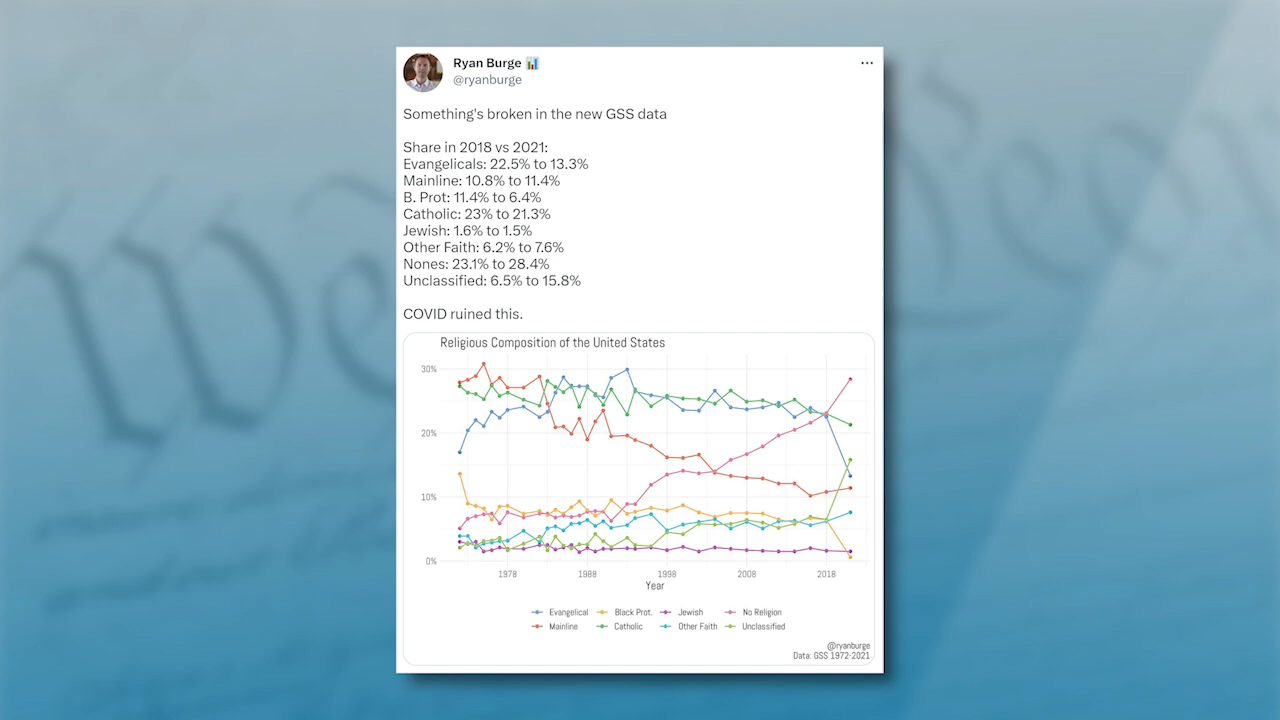 We the Peop
Ryan Burge
@ryanburge
Something's broken in the new GSS data
Share in 2018 vs 2021:
Evangelicals: 22.5% to 13.3%
Mainline: 10.8% to 11.4%
B. Prot: 11.4% to 6.4%
Catholic: 23% to 21.3%
Jewish: 1.6% to 1.5%
Other Faith: 6.2% to 7.6%
Nones: 23.1% to 28.4%
Unclassified: 6.5% to 15.8%
COVID ruined this.
Religious Composition of the United States
30%
20%
10%
0%
1978 1988 1998 2008 2018
Year
Evangelical Black Prot. Jewish No Religion
Mainline Catholic Other Faith Unclassified
@ryanburge
Data: GSS 1972-2021